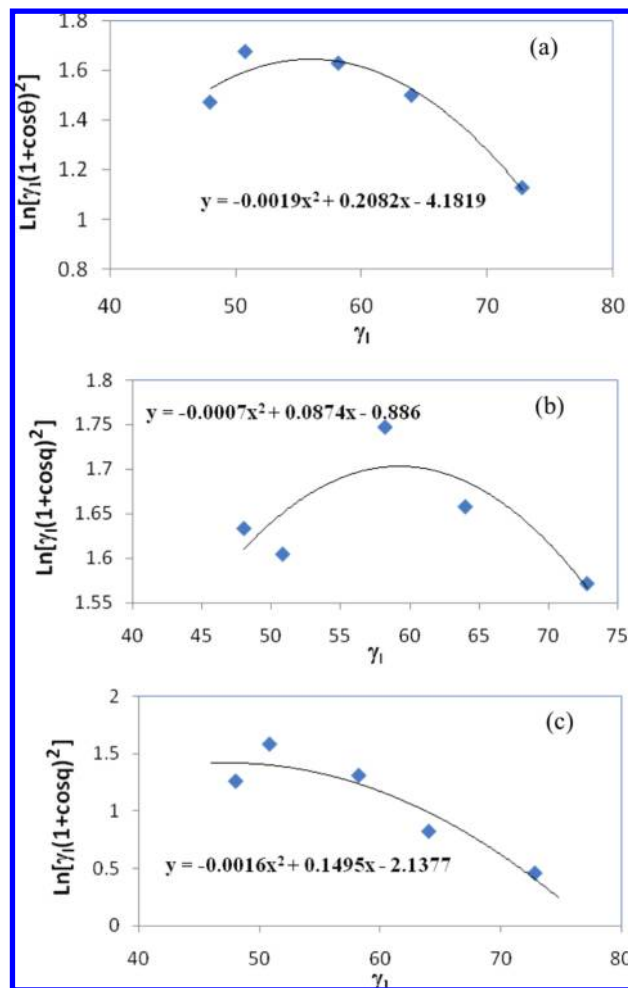 (a)
Ln[γl(1+cosθ)²]
1.8
1.6
1.4
1.2
1
0.8
y = -0.0019x² + 0.2082x - 4.1819
40 50 60 70 80
γl
(b)
Ln[γl(1+cosq)²]
1.8
1.75
1.7
1.65
1.6
1.55
y = -0.0007x² + 0.0874x - 0.886
40 45 50 55 60 65 70 75
γl
(c)
Ln[γl(1+cosq)²]
2
1.5
1
0.5
0
y = -0.0016x² + 0.1495x - 2.1377
40 50 60 70 80
γl